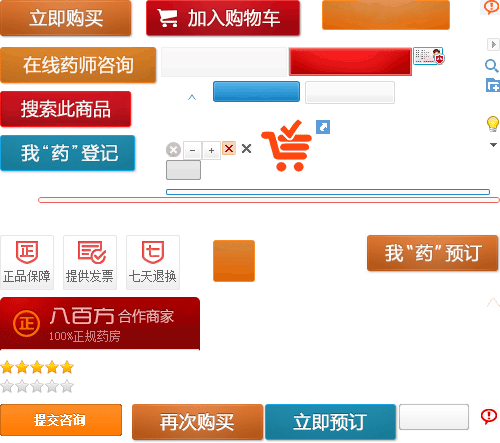 立即购买
加入购物车
在线药师咨询
搜索此商品
我“药”登记
正
正品保障
提供发票
七
七天退换
我“药”预订
正
八百方合作商家
100%正规药房
提交咨询
再次购买
立即预订